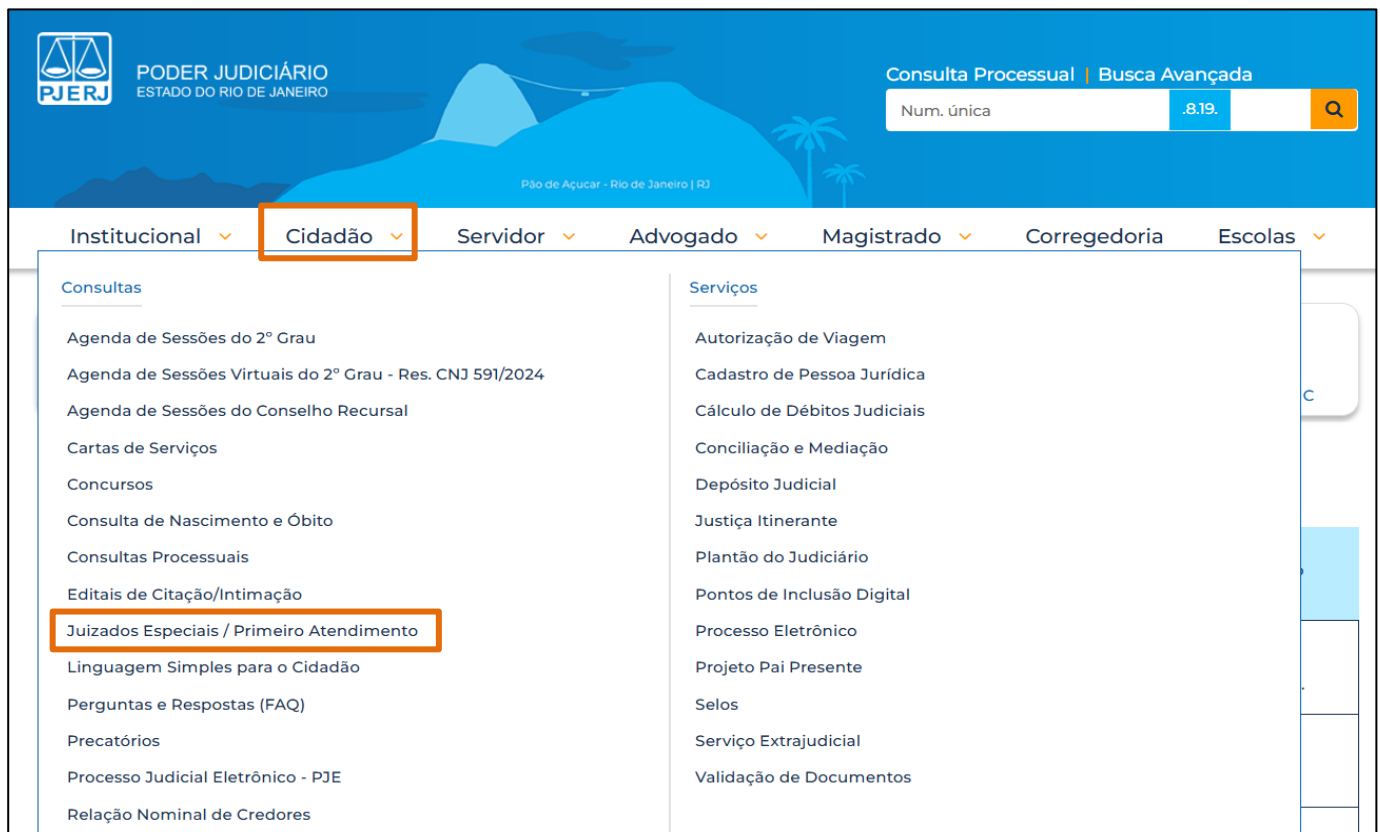 PJERJ
PODER JUDICIÁRIO
ESTADO DO RIO DE JANEIRO
Consulta Processual | Busca Avançada
Num. única .8.19.
Pão de Açucar - Rio de Janeiro | RJ
Institucional Cidadão Servidor Advogado Magistrado Corregedoria Escolas
Consultas
Agenda de Sessões do 2º Grau
Agenda de Sessões Virtuais do 2º Grau - Res. CNJ 591/2024
Agenda de Sessões do Conselho Recursal
Cartas de Serviços
Concursos
Consulta de Nascimento e Óbito
Consultas Processuais
Editais de Citação/Intimação
Juizados Especiais / Primeiro Atendimento
Linguagem Simples para o Cidadão
Perguntas e Respostas (FAQ)
Precatórios
Processo Judicial Eletrônico - PJE
Relação Nominal de Credores
Serviços
Autorização de Viagem
Cadastro de Pessoa Jurídica
Cálculo de Débitos Judiciais
Conciliação e Mediação
Depósito Judicial
Justiça Itinerante
Plantão do Judiciário
Pontos de Inclusão Digital
Processo Eletrônico
Projeto Pai Presente
Selos
Serviço Extrajudicial
Validação de Documentos
C